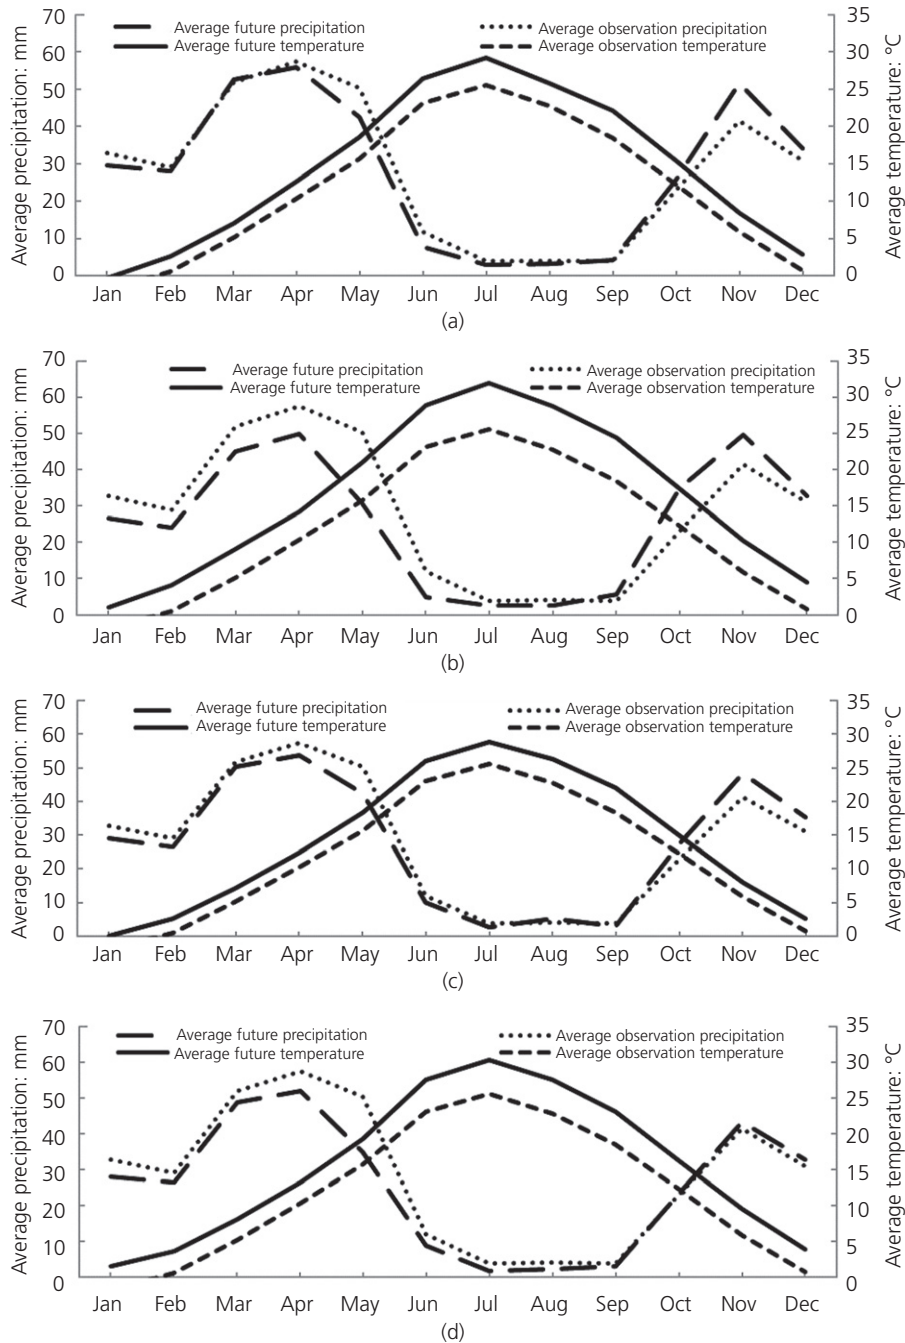 Average precipitation: mm
70
60
50
40
30
20
10
0
Average future precipitation
Average future temperature
Average observation precipitation
Average observation temperature
35
30
25
20
15
10
5
0
Average temperature: °C
Jan Feb Mar Apr May Jun Jul Aug Sep Oct Nov Dec
(a)
Average precipitation: mm
70
60
50
40
30
20
10
0
Average future precipitation
Average future temperature
Average observation precipitation
Average observation temperature
35
30
25
20
15
10
5
0
Average temperature: °C
Jan Feb Mar Apr May Jun Jul Aug Sep Oct Nov Dec
(b)
Average precipitation: mm
70
60
50
40
30
20
10
0
Average future precipitation
Average future temperature
Average observation precipitation
Average observation temperature
35
30
25
20
15
10
5
0
Average temperature: °C
Jan Feb Mar Apr May Jun Jul Aug Sep Oct Nov Dec
(c)
Average precipitation: mm
70
60
50
40
30
20
10
0
Average future precipitation
Average future temperature
Average observation precipitation
Average observation temperature
35
30
25
20
15
10
5
0
Average temperature: °C
Jan Feb Mar Apr May Jun Jul Aug Sep Oct Nov Dec
(d)